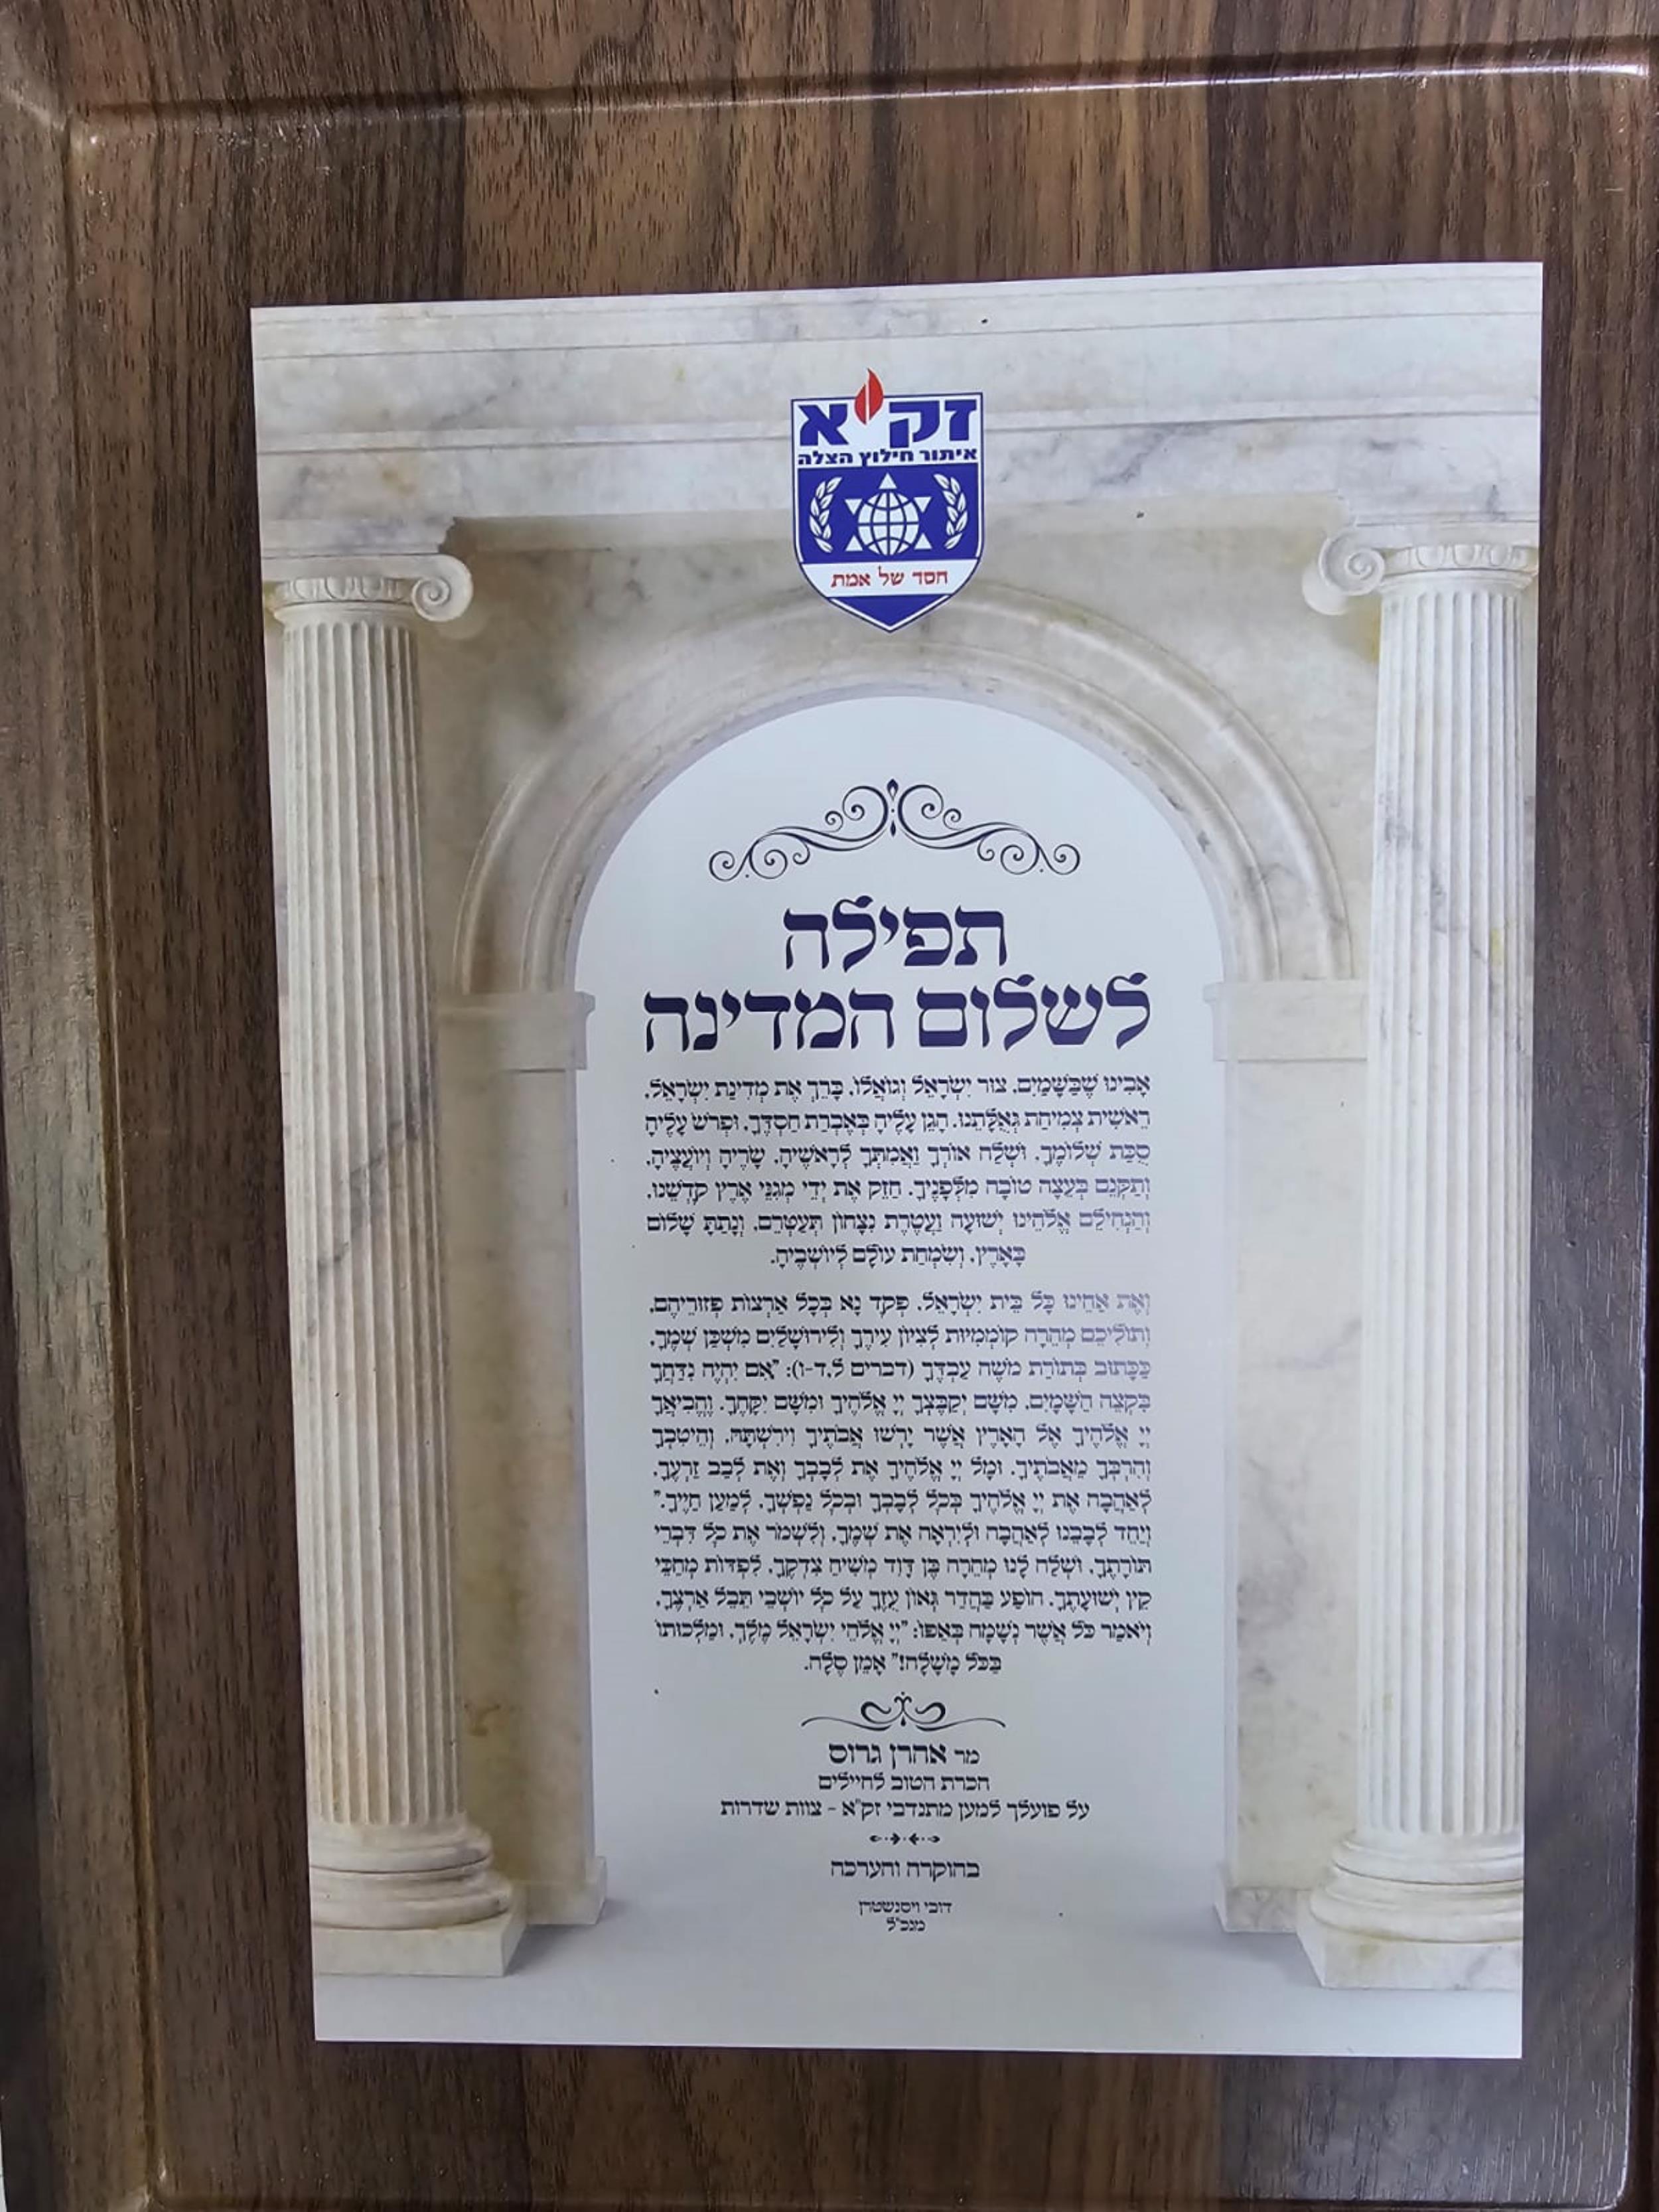 זק"א
איתור חילוץ הצלה
חסד של אמת
תפילה
לשלום המדינה
אָבִינוּ שֶׁבַּשָּׁמַיִם, צוּר יִשְׂרָאֵל וְגוֹאֲלוֹ, בָּרֵךְ אֶת מְדִינַת יִשְׂרָאֵל,
רֵאשִׁית צְמִיחַת גְּאֻלָּתֵנוּ. הָגֵן עָלֶיהָ בְּאֶבְרַת חַסְדֶּךָ, וּפְרֹשׂ עָלֶיהָ
סֻכַּת שְׁלוֹמֶךָ, וּשְׁלַח אוֹרְךָ וַאֲמִתְּךָ לְרָאשֶׁיהָ, שָׂרֶיהָ וְיוֹעֲצֶיהָ,
וְתַקְּנֵם בְּעֵצָה טוֹבָה מִלְּפָנֶיךָ. חַזֵּק אֶת יְדֵי מְגִנֵּי אֶרֶץ קָדְשֵׁנוּ,
וְהַנְחִילֵם אֱלֹהֵינוּ יְשׁוּעָה וַעֲטֶרֶת נִצָּחוֹן תְּעַטְּרֵם, וְנָתַתָּ שָׁלוֹם
בָּאָרֶץ, וְשִׂמְחַת עוֹלָם לְיוֹשְׁבֶיהָ.
וְאֶת אַחֵינוּ כָּל בֵּית יִשְׂרָאֵל, פְּקֹד נָא בְּכָל אַרְצוֹת פְּזוּרֵיהֶם,
וְתוֹלִיכֵם מְהֵרָה קוֹמְמִיּוּת לְצִיּוֹן עִירֶךָ וְלִירוּשָׁלַיִם מִשְׁכַּן שְׁמֶךָ,
כַּכָּתוּב בְּתוֹרַת מֹשֶׁה עַבְדֶּךָ (דברים ל,ד-ו): "אִם יִהְיֶה נִדַּחֲךָ
בִּקְצֵה הַשָּׁמַיִם, מִשָּׁם יְקַבֶּצְךָ יְיָ אֱלֹהֶיךָ וּמִשָּׁם יִקָּחֶךָ. וֶהֱבִיאֲךָ
יְיָ אֱלֹהֶיךָ אֶל הָאָרֶץ אֲשֶׁר יָרְשׁוּ אֲבֹתֶיךָ וִירִשְׁתָּהּ, וְהֵיטִבְךָ
וְהִרְבְּךָ מֵאֲבֹתֶיךָ. וּמָל יְיָ אֱלֹהֶיךָ אֶת לְבָבְךָ וְאֶת לְבַב זַרְעֶךָ,
לְאַהֲבָה אֶת יְיָ אֱלֹהֶיךָ בְּכָל לְבָבְךָ וּבְכָל נַפְשְׁךָ, לְמַעַן חַיֶּיךָ."
וְיַחֵד לְבָבֵנוּ לְאַהֲבָה וּלְיִרְאָה אֶת שְׁמֶךָ, וְלִשְׁמֹר אֶת כָּל דִּבְרֵי
תּוֹרָתֶךָ, וּשְׁלַח לָנוּ מְהֵרָה בֶּן דָּוִד מְשִׁיחַ צִדְקֶךָ, לִפְדּוֹת מְחַכֵּי
קֵץ יְשׁוּעָתֶךָ. הוֹפַע בַּהֲדַר גְּאוֹן עֻזֶּךָ עַל כָּל יוֹשְׁבֵי תֵּבֵל אַרְצֶךָ,
וְיֹאמַר כֹּל אֲשֶׁר נְשָׁמָה בְּאַפּוֹ: "יְיָ אֱלֹהֵי יִשְׂרָאֵל מֶלֶךְ, וּמַלְכוּתוֹ
בַּכֹּל מָשָׁלָה!" אָמֵן סֶלָה.
מר אהרן גרוס
הכרת הטוב לחיילים
על פועלך למען מתנדבי זק"א - צוות שדרות
בהוקרה והערכה
דובי ויסנשטרן
מנכ"ל